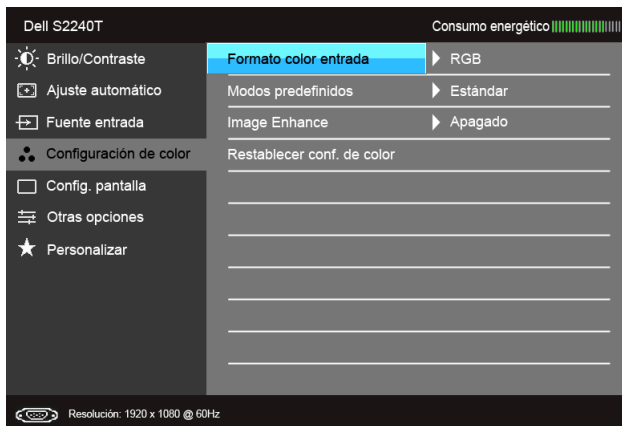 Dell S2240T
Consumo energético
Brillo/Contraste
Formato color entrada
RGB
Ajuste automático
Modos predefinidos
Estándar
Fuente entrada
Image Enhance
Apagado
Configuración de color
Restablecer conf. de color
Config. pantalla
Otras opciones
Personalizar
Resolución: 1920 x 1080 @ 60Hz